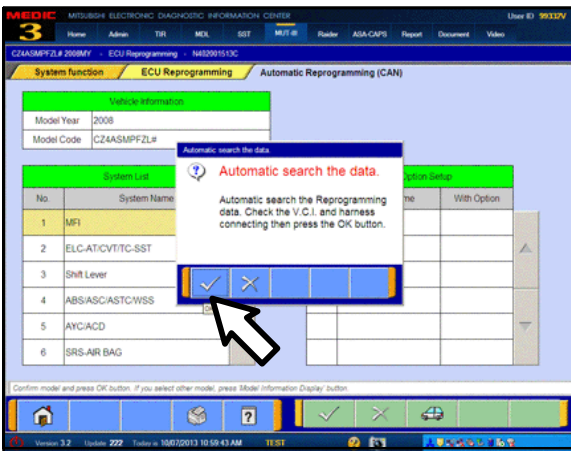 MEDIC 3
MITSUBISHI ELECTRONIC DIAGNOSTIC INFORMATION CENTER
User ID 99332V
Home Admin TIR MDL SST MUT-III Raider ASA-CAPS Report Document Video
CZ4ASMPFZL# 2008MY - ECU Reprogramming - N482001513C
System function ECU Reprogramming Automatic Reprogramming (CAN)
Vehicle Information
Model Year 2008
Model Code CZ4ASMPFZL#
Automatic search the data.
Automatic search the data.
Automatic search the Reprogramming
data. Check the V.C.I. and harness
connecting then press the OK button.
System List
Option Setup
No. System Name With Option
1 MFI
2 ELC-AT/CVT/TC-SST
3 Shift Lever
4 ABS/ASC/ASTC/WSS
5 AYC/ACD
6 SRS-AIR BAG
Confirm model and press OK button. If you select other model, press 'Model Information Display' button.
Version 3.2 Update 222 Today is 10/07/2013 10:59:43 AM TEST